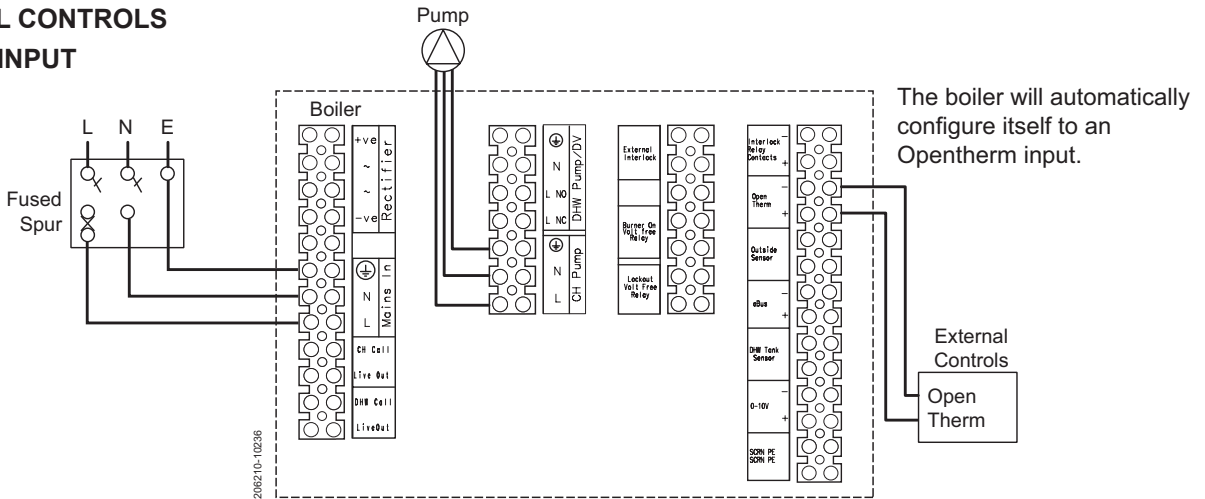 L CONTROLS
INPUT
Pump
The boiler will automatically
configure itself to an
Opentherm input.
L N E
Fused
Spur
Boiler
+ve
~
~
-ve
Rectifier
N
L
Mains In
CH Call
Live Out
DHW Call
LiveOut
N
L NO
L NC
DHW Pump/DV
N
L
CH Pump
External
Interlock
Burner On
Volt free
Relay
Lockout
Volt Free
Relay
Interlock
Relay
Contacts
-
+
Open
Therm
-
+
Outside
Sensor
eBus
-
+
DHW Tank
Sensor
0-10V
-
+
SCRN PE
SCRN PE
External
Controls
Open
Therm
206210-10236